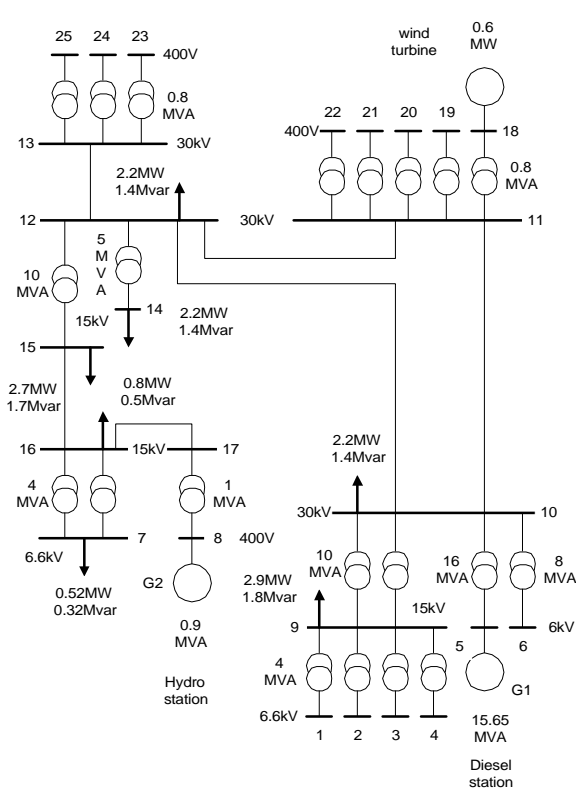 25 24 23
400V
0.8
MVA
13
30kV
wind
turbine
0.6
MW
22 21 20 19
400V
18
0.8
MVA
11
2.2MW
1.4Mvar
12
30kV
10
MVA
5
M
V
A
14
15kV
2.2MW
1.4Mvar
15
2.7MW
1.7Mvar
0.8MW
0.5Mvar
16
15kV
17
4
MVA
1
MVA
7
6.6kV
8
400V
0.52MW
0.32Mvar
G2
0.9
MVA
Hydro
station
2.2MW
1.4Mvar
30kV
10
10
MVA
16
MVA
8
MVA
2.9MW
1.8Mvar
15kV
9
5
6
6kV
4
MVA
G1
6.6kV
1 2 3 4
15.65
MVA
Diesel
station